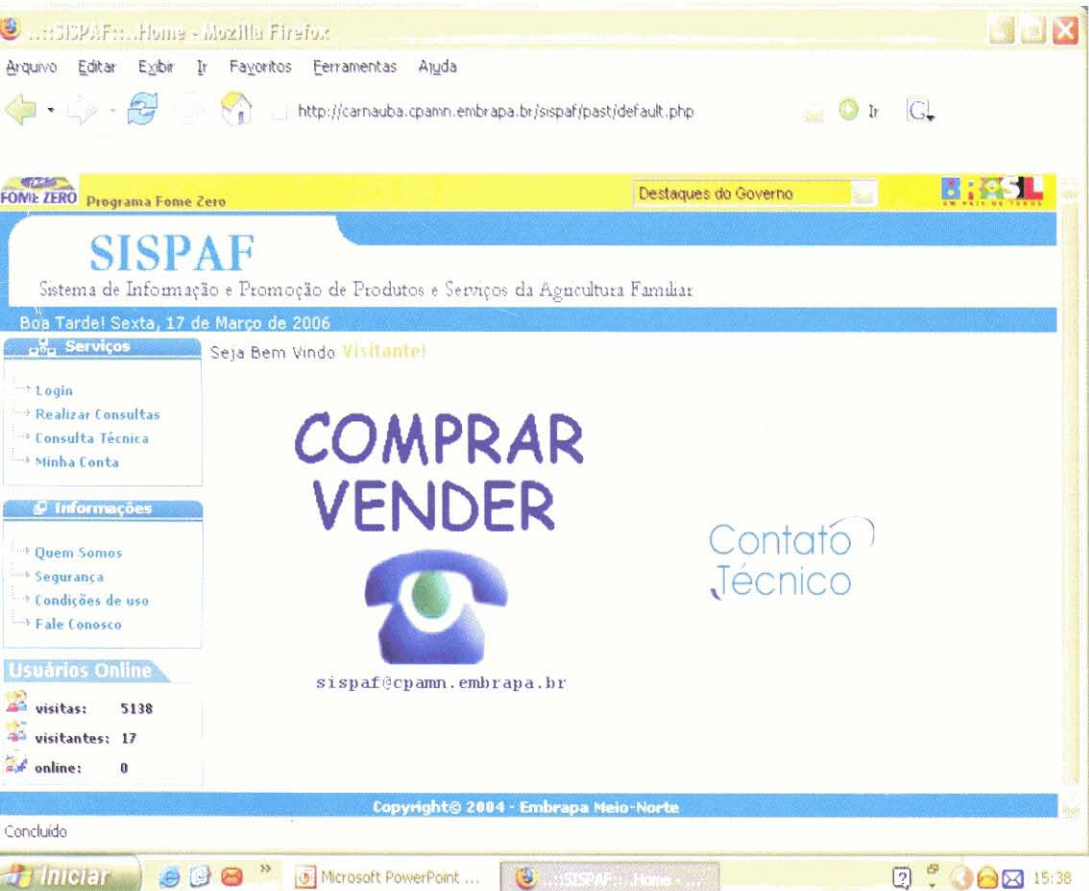 ..::SISPAF::..Home - Mozilla Firefox
Arquivo Editar Exibir Ir Favoritos Ferramentas Ajuda
http://carnauba.cpamn.embrapa.br/sispaf/past/default.php Ir
FOME ZERO Programa Fome Zero Destaques do Governo BRASIL
UM PAÍS DE TODOS
SISPAF
Sistema de Informação e Promoção de Produtos e Serviços da Agricultura Familiar
Boa Tarde! Sexta, 17 de Março de 2006
Serviços
Seja Bem Vindo Visitante!
Login
Realizar Consultas
Consulta Técnica
Minha Conta
COMPRAR
VENDER
Informações
Quem Somos
Segurança
Condições de uso
Fale Conosco
Contato
Técnico
sispaf@cpamn.embrapa.br
Usuários Online
visitas: 5138
visitantes: 17
online: 0
Copyright© 2004 - Embrapa Meio-Norte
Concluído
Iniciar » Microsoft PowerPoint ... ..::SISPAF::..Home - ... 15:38